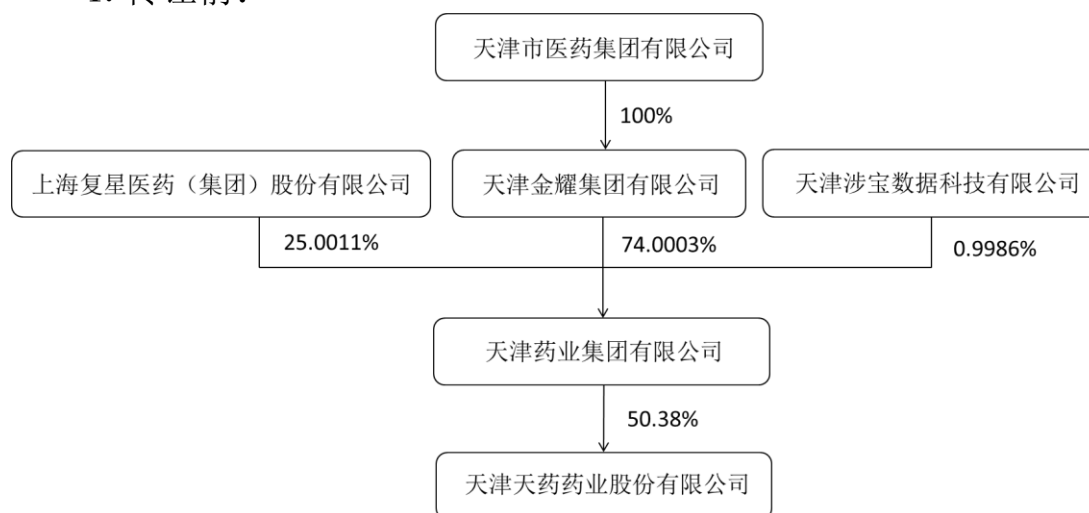 1. 转让前：
天津市医药集团有限公司
100%
上海复星医药（集团）股份有限公司
天津金耀集团有限公司
天津涉宝数据科技有限公司
25.0011%
74.0003%
0.9986%
天津药业集团有限公司
50.38%
天津天药药业股份有限公司